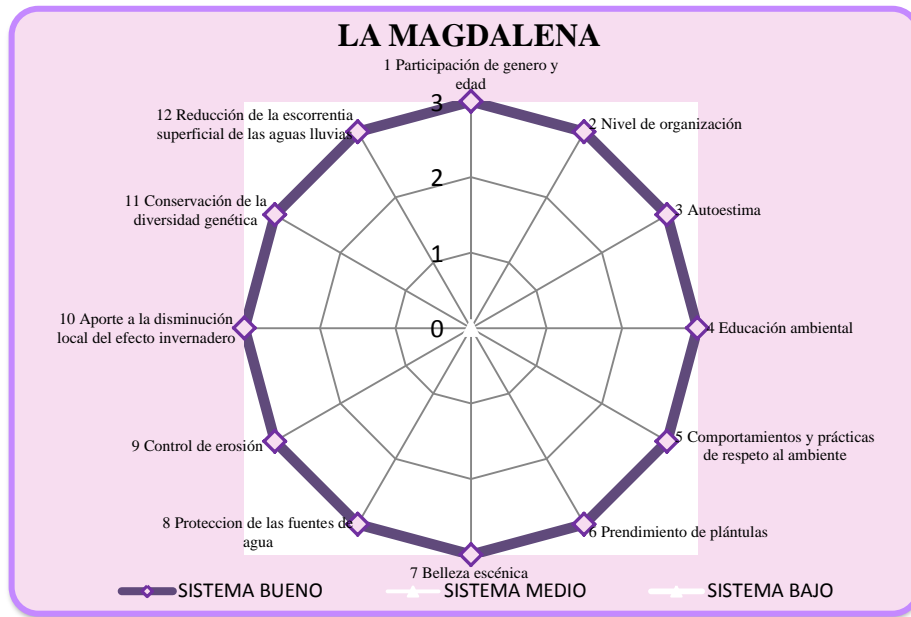 LA MAGDALENA
1 Participación de genero y
edad
2 Nivel de organización
3 Autoestima
4 Educación ambiental
5 Comportamientos y prácticas
de respeto al ambiente
6 Prendimiento de plántulas
7 Belleza escénica
8 Proteccion de las fuentes de
agua
9 Control de erosión
10 Aporte a la disminución
local del efecto invernadero
11 Conservación de la
diversidad genética
12 Reducción de la escorrentia
superficial de las aguas lluvias
3
2
1
0
SISTEMA BUENO
SISTEMA MEDIO
SISTEMA BAJO